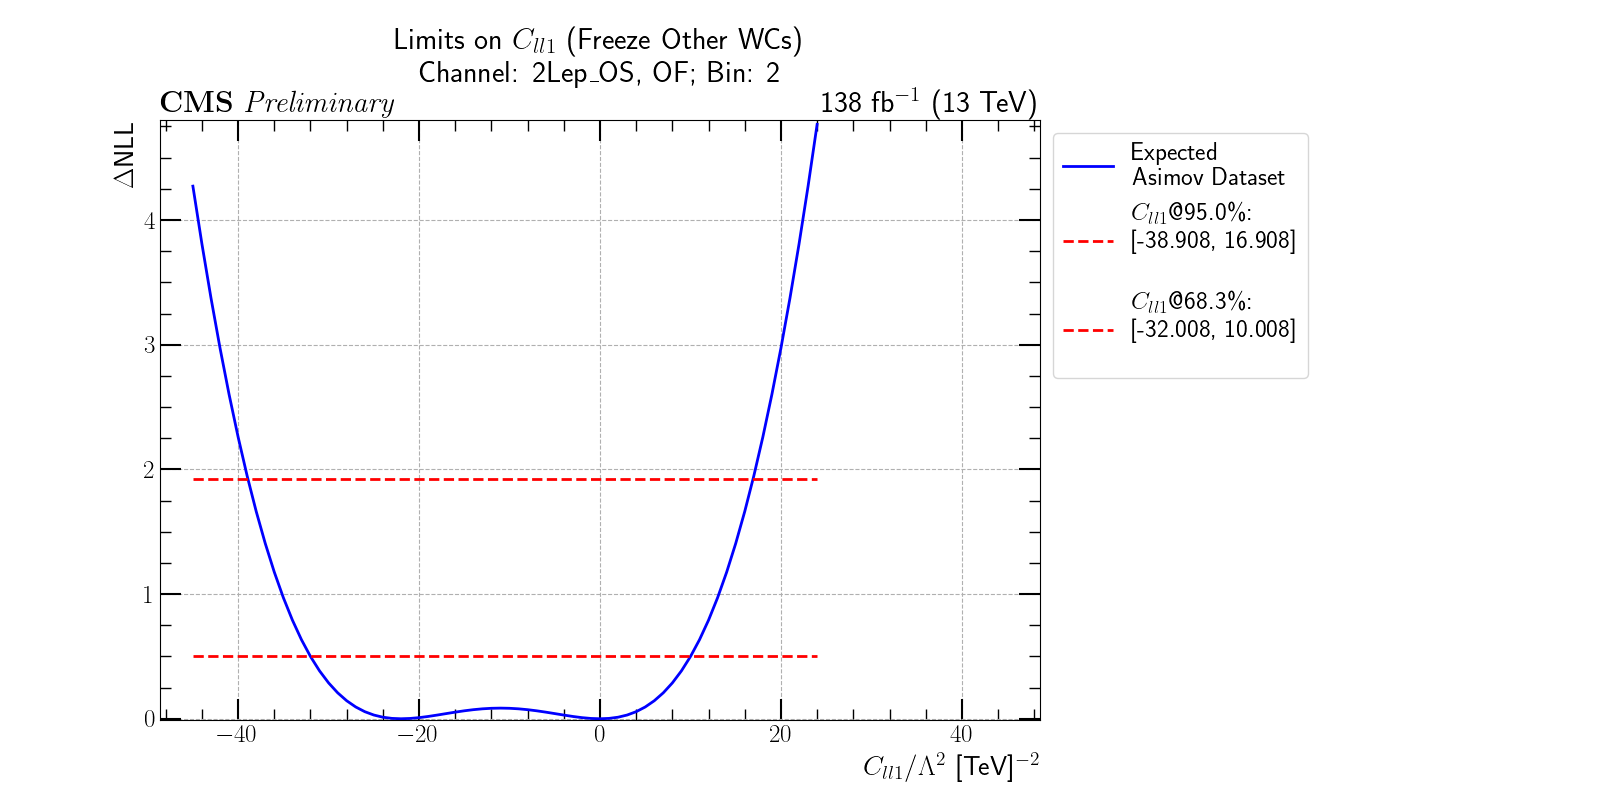 Limits on C_{ll1} (Freeze Other WCs)
Channel: 2Lep_OS, OF; Bin: 2
CMS Preliminary
138 fb^{-1} (13 TeV)
ΔNLL
4
3
2
1
0
−40
−20
0
20
40
C_{ll1}/Λ^2 [TeV]^{-2}
Expected
Asimov Dataset
C_{ll1}@95.0%:
[-38.908, 16.908]
C_{ll1}@68.3%:
[-32.008, 10.008]